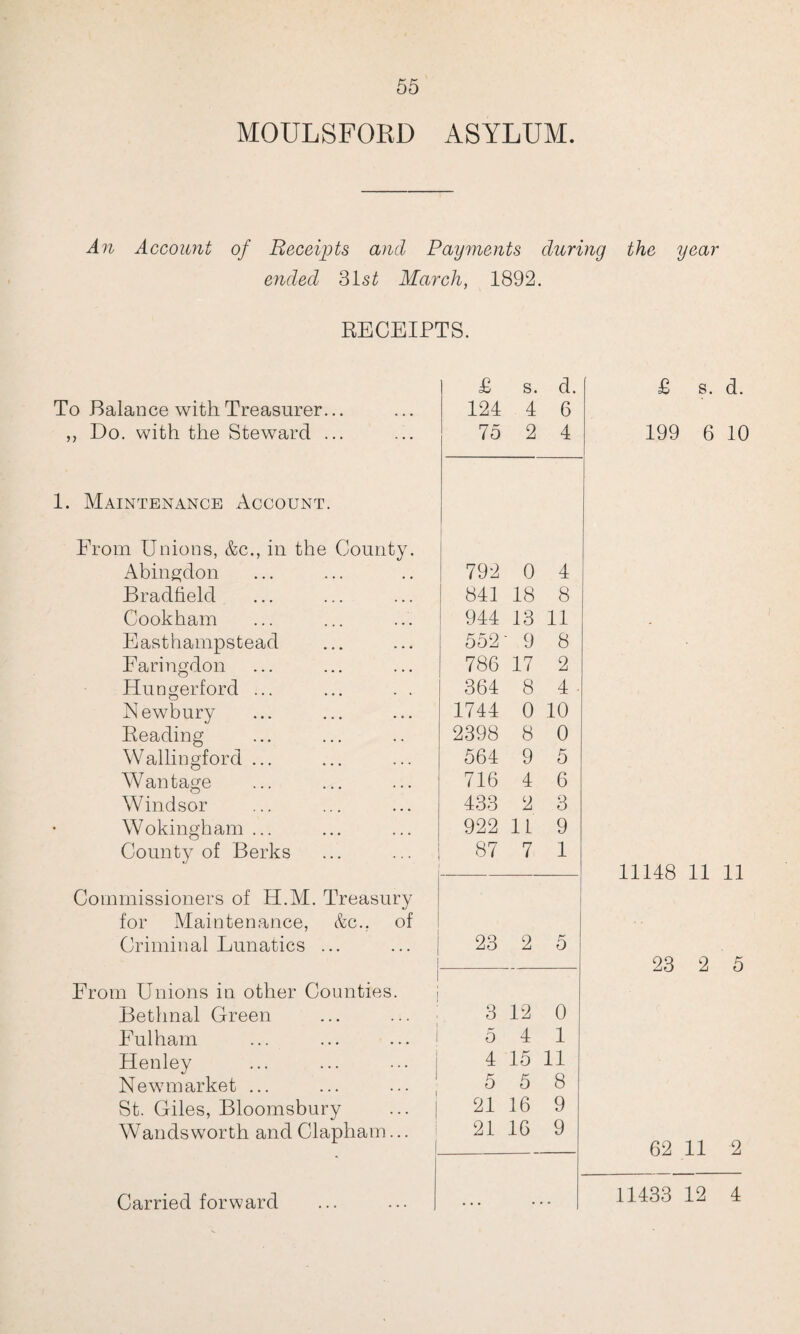 55
MOULSFORD ASYLUM.
An Account of Receipts and Payments during the year
ended 31st March, 1892.
RECEIPTS.
£ s. d. £ s. d.
To Balance with Treasurer... ... 124 4 6
„ Do. with the Steward ... ... 75 2 4 199 6 10
1. Maintenance Account.
From Unions, &c., in the County.
Abingdon ... ... .. 792 0 4
Bradfield ... ... ... 841 18 8
Cookham ... ... ... 944 13 11
Easthampstead ... ... 552 9 8
Faringdon ... ... ... 786 17 2
Hungerford ... ... . . 364 8 4
Newbury ... ... ... 1744 0 10
Reading ... ... .. 2398 8 0
Wallingford ... ... ... 564 9 5
Wantage ... ... ... 716 4 6
Windsor ... ... ... 433 2 3
Wokingham ... ... ... 922 11 9
County of Berks ... ... 87 7 1
11148 11 11
Commissioners of H.M. Treasury
for Maintenance, &c., of
Criminal Lunatics ... ... 23 2 5
23 2 5
From Unions in other Counties.
Bethnal Green ... ... 3 12 0
Fulham ... ... ... 5 4 1
Henley ... ... ... 4 15 11
Newmarket ... ... ... 5 5 8
St. Giles, Bloomsbury ... 21 16 9
Wandsworth and Clapham... 21 16 9
62 11 2
Carried forward ... ... ... ... 11433 12 4